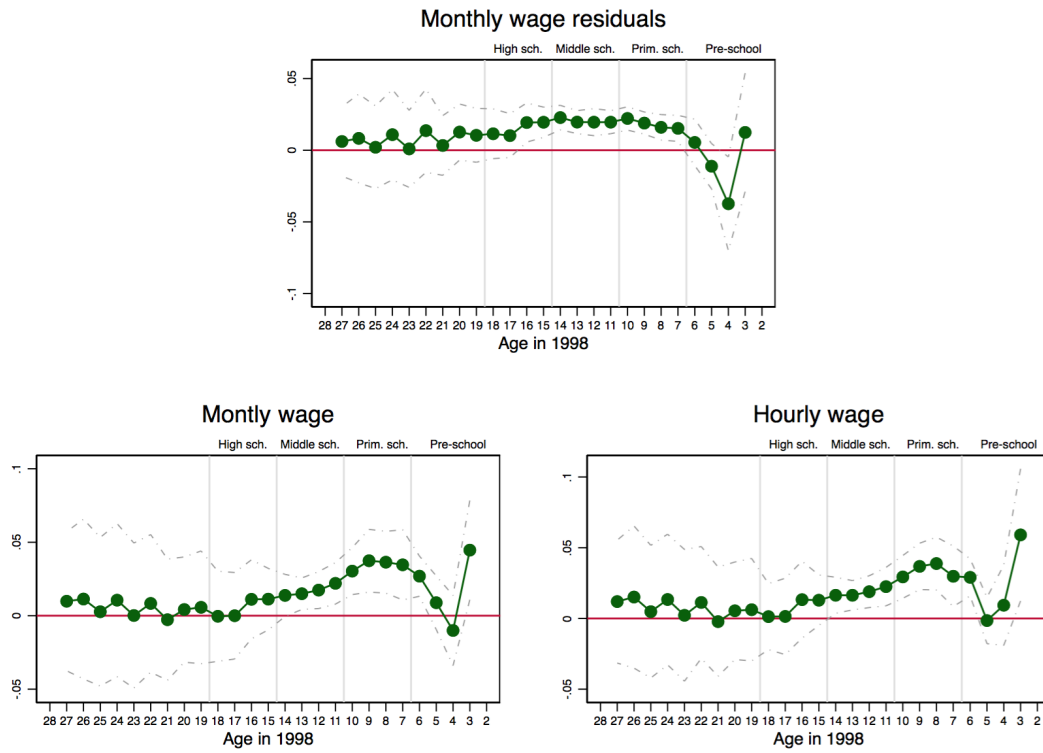 Monthly wage residuals
High sch. Middle sch. Prim. sch. Pre-school
.05
0
-.05
-.1
28 27 26 25 24 23 22 21 20 19 18 17 16 15 14 13 12 11 10 9 8 7 6 5 4 3 2
Age in 1998
Montly wage
High sch. Middle sch. Prim. sch. Pre-school
.1
.05
0
-.05
28 27 26 25 24 23 22 21 20 19 18 17 16 15 14 13 12 11 10 9 8 7 6 5 4 3 2
Age in 1998
Hourly wage
High sch. Middle sch. Prim. sch. Pre-school
.1
.05
0
-.05
28 27 26 25 24 23 22 21 20 19 18 17 16 15 14 13 12 11 10 9 8 7 6 5 4 3 2
Age in 1998